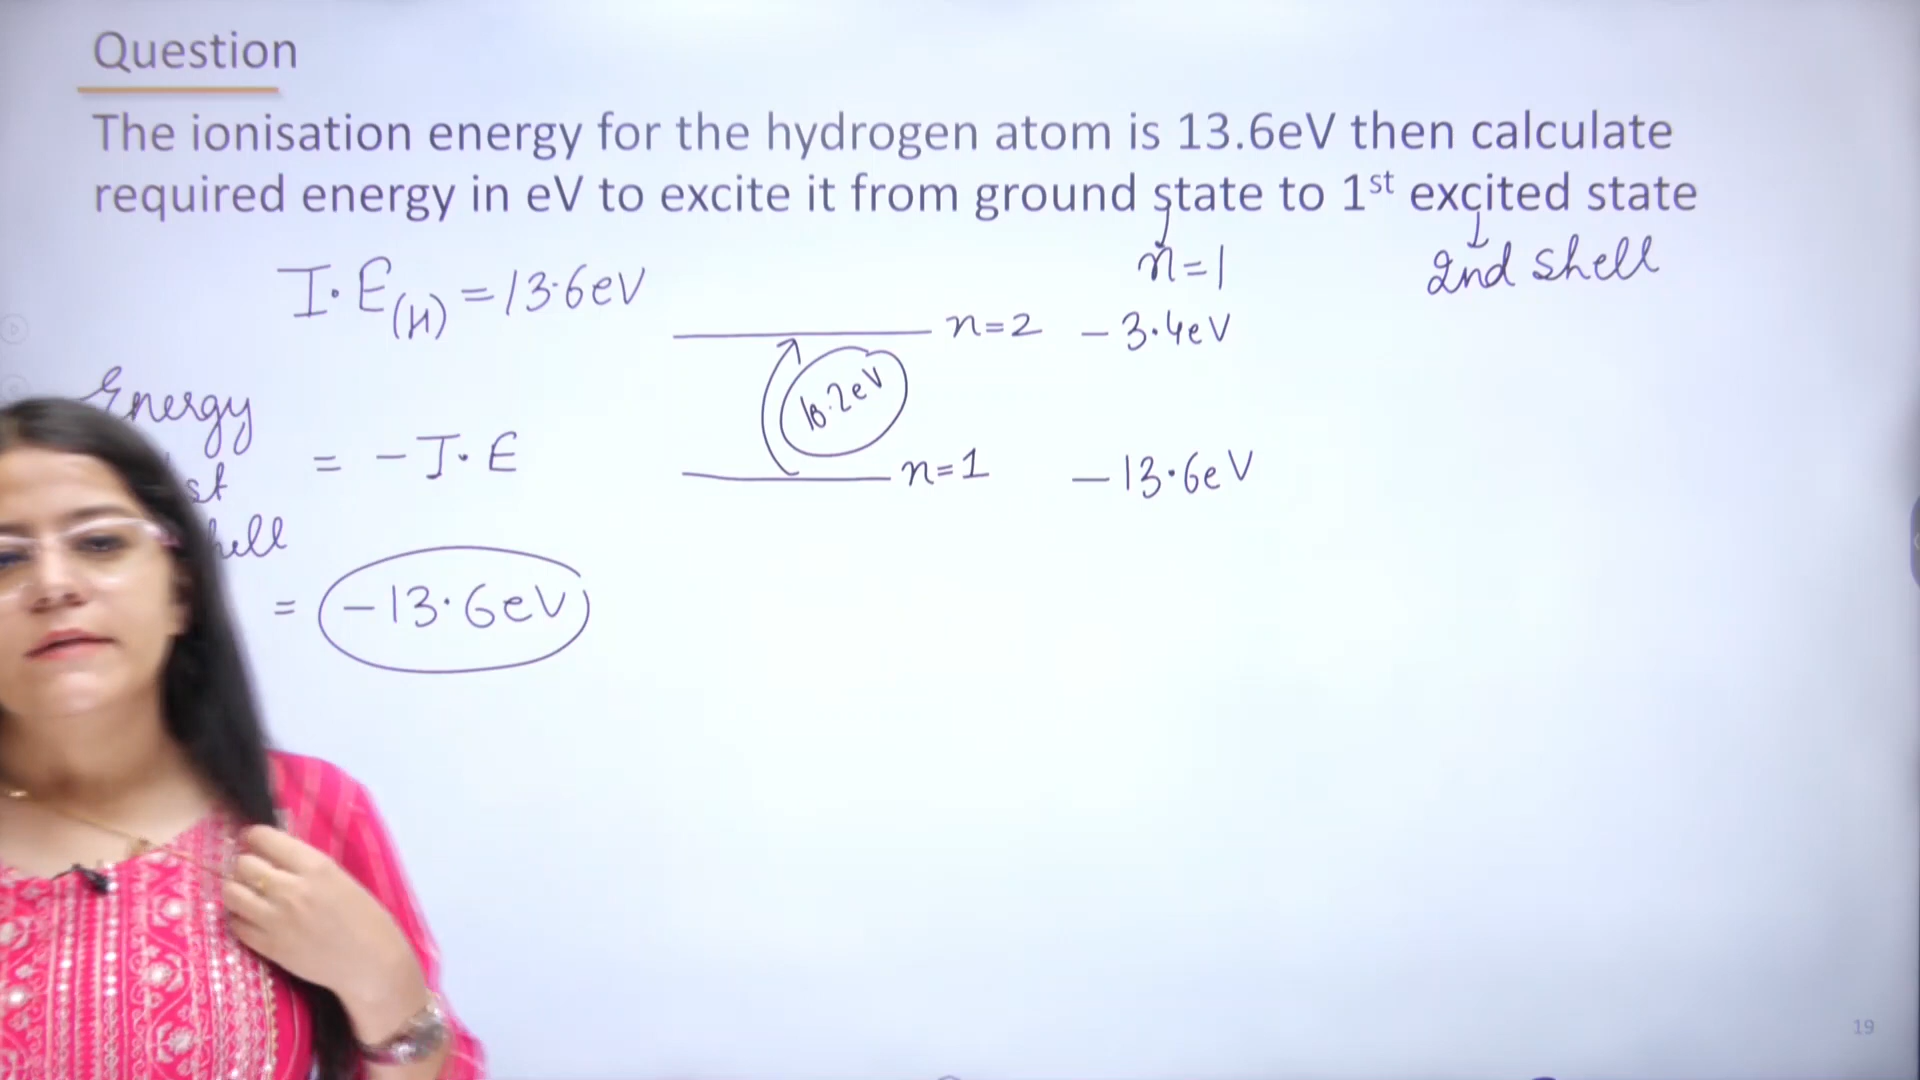 Question
The ionisation energy for the hydrogen atom is 13.6eV then calculate
required energy in eV to excite it from ground state to 1st excited state
n=1
2nd shell
I.E(H) = 13.6eV
n=2 -3.4eV
10.2eV
n=1 -13.6eV
Energy
st = -I.E
hell
= -13.6eV
19